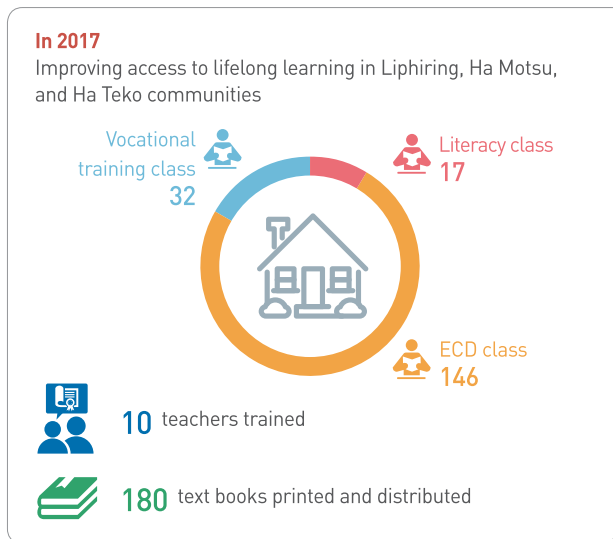 In 2017
Improving access to lifelong learning in Liphiring, Ha Motsu,
and Ha Teko communities
Vocational
training class
32
Literacy class
17
ECD class
146
10 teachers trained
180 text books printed and distributed